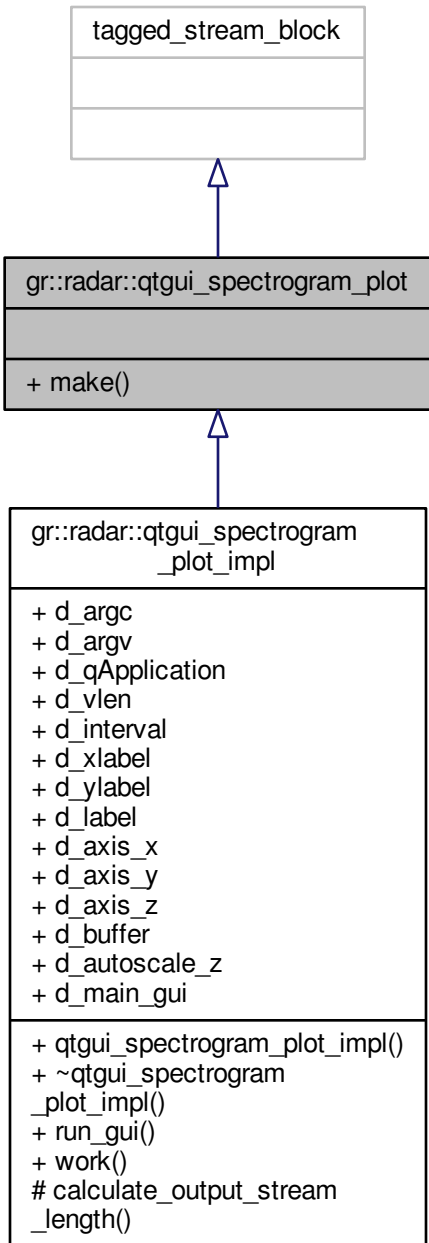 tagged_stream_block
gr::radar::qtgui_spectrogram_plot
+ make()
gr::radar::qtgui_spectrogram
_plot_impl
+ d_argc
+ d_argv
+ d_qApplication
+ d_vlen
+ d_interval
+ d_xlabel
+ d_ylabel
+ d_label
+ d_axis_x
+ d_axis_y
+ d_axis_z
+ d_buffer
+ d_autoscale_z
+ d_main_gui
+ qtgui_spectrogram_plot_impl()
+ ~qtgui_spectrogram
_plot_impl()
+ run_gui()
+ work()
# calculate_output_stream
_length()